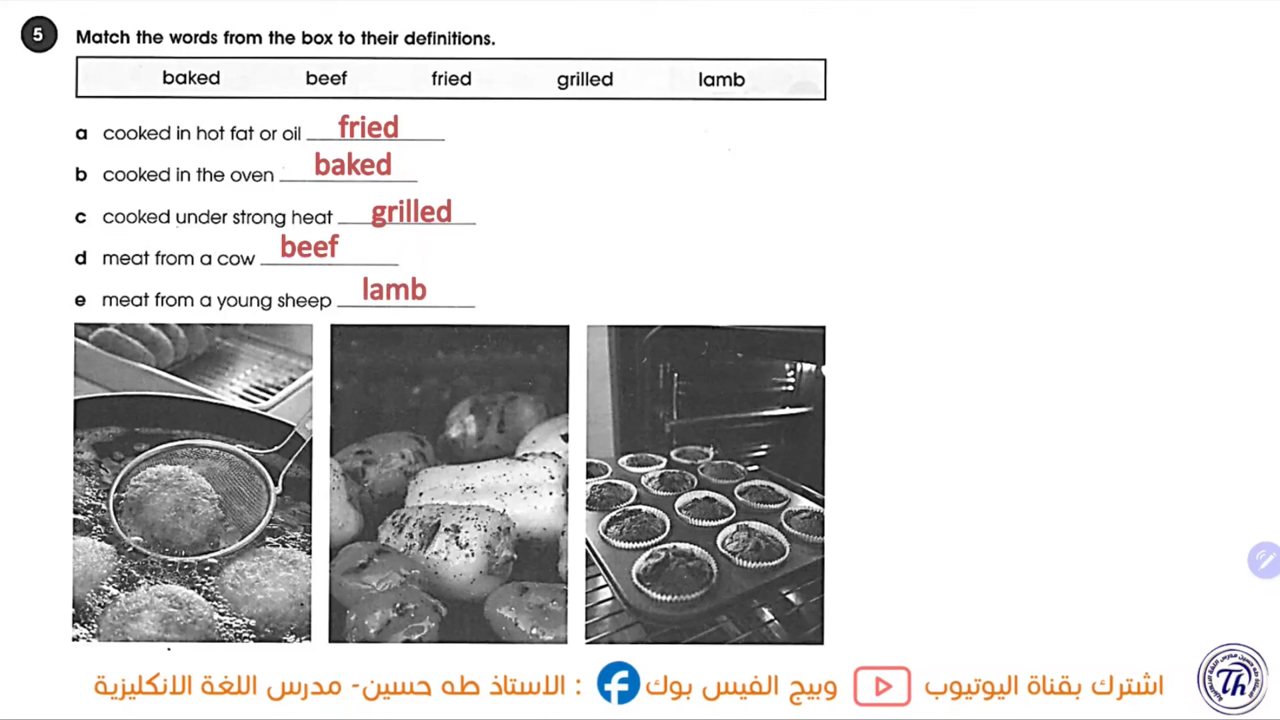 5 Match the words from the box to their definitions.
baked beef fried grilled lamb
a cooked in hot fat or oil fried
b cooked in the oven baked
c cooked under strong heat grilled
d meat from a cow beef
e meat from a young sheep lamb
اشترك بقناة اليوتيوب وبيج الفيس بوك : الاستاذ طه حسين- مدرس اللغة الانكليزية
Th